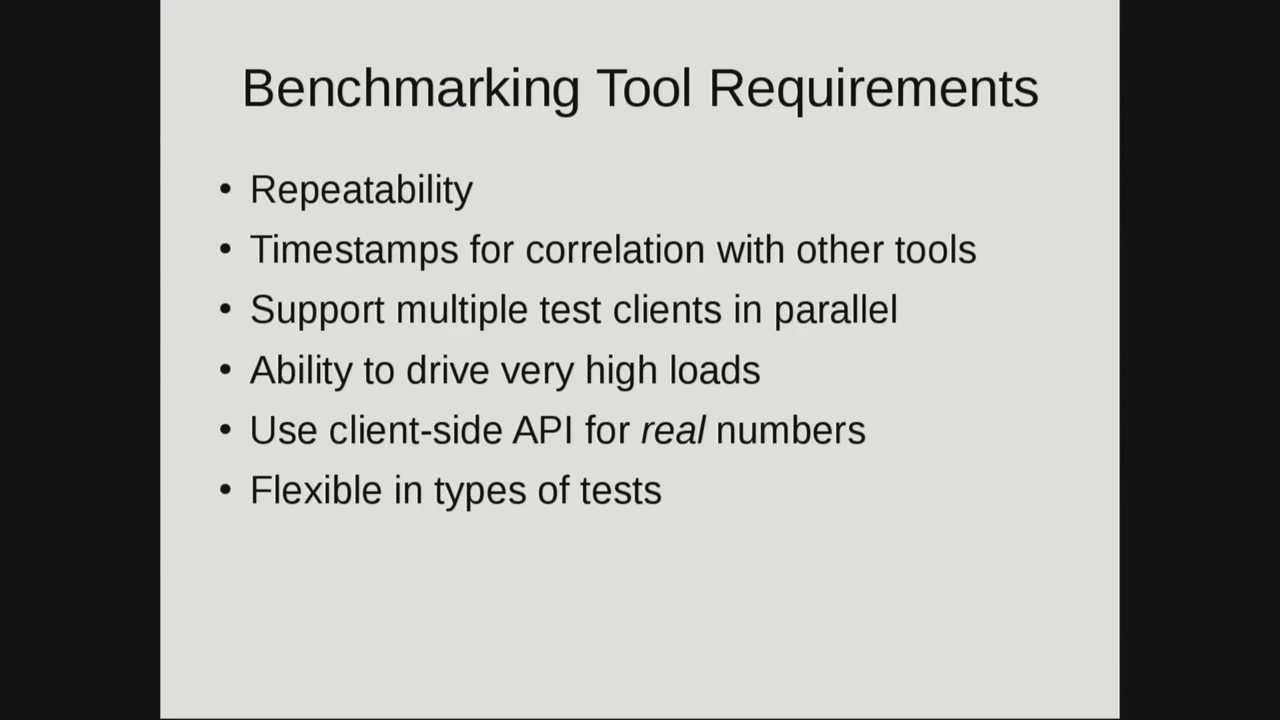 Benchmarking Tool Requirements
• Repeatability
• Timestamps for correlation with other tools
• Support multiple test clients in parallel
• Ability to drive very high loads
• Use client-side API for real numbers
• Flexible in types of tests